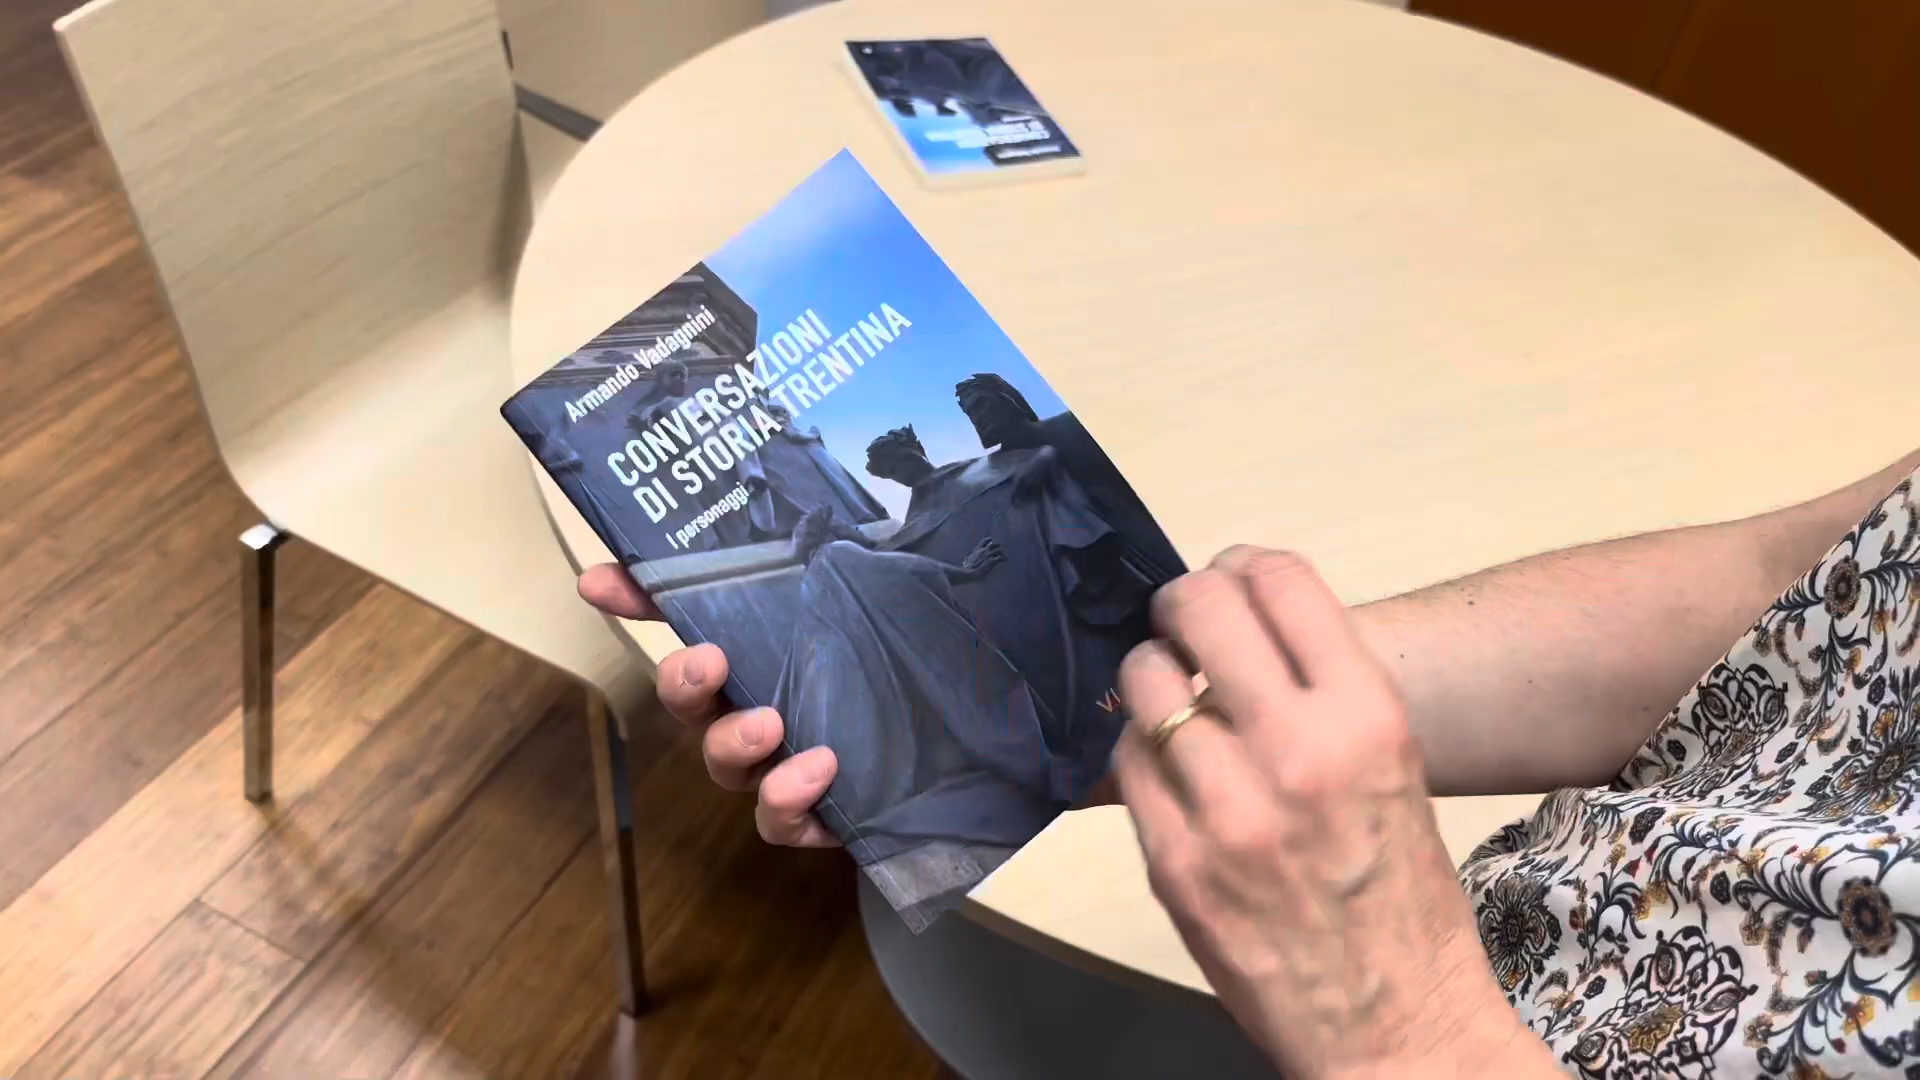 Armando Vadagnini
CONVERSAZIONI
DI STORIA TRENTINA
I personaggi